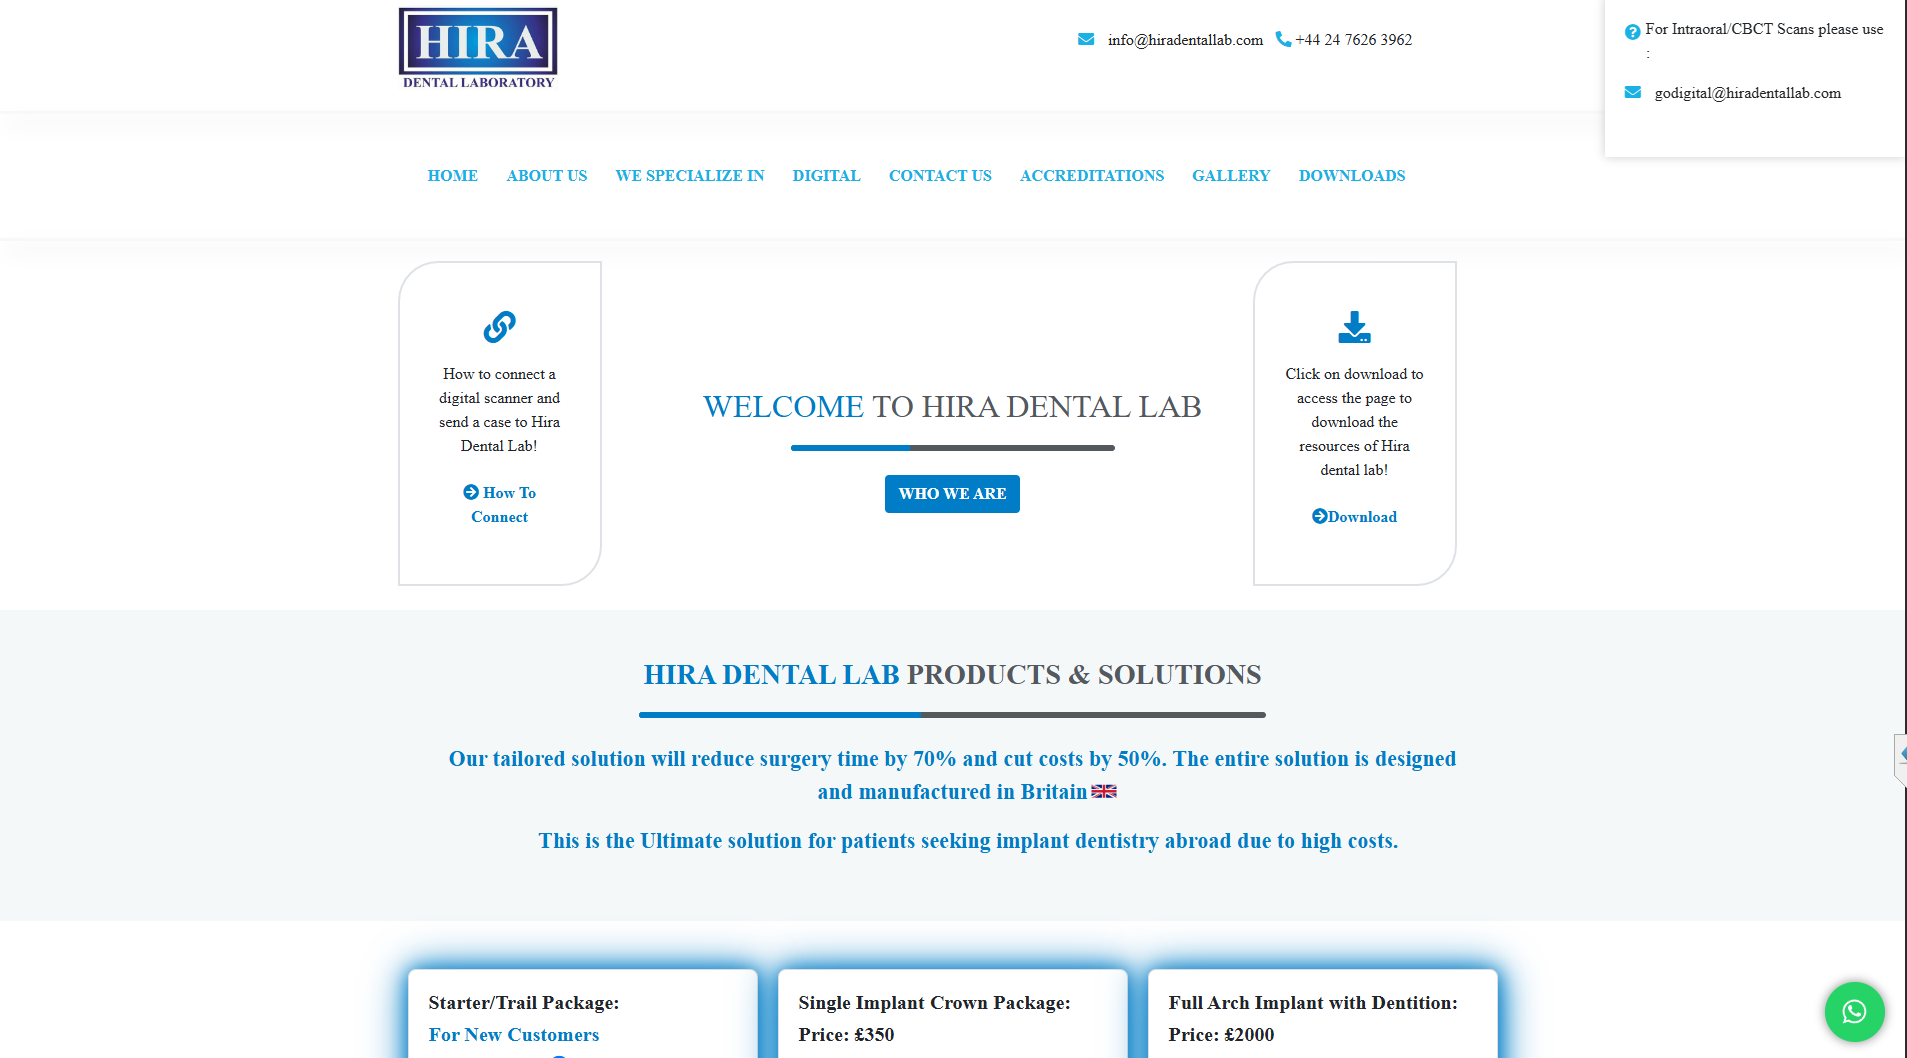 HIRA
DENTAL LABORATORY
info@hiradentallab.com
+44 24 7626 3962
For Intraoral/CBCT Scans please use
:
godigital@hiradentallab.com
HOME
ABOUT US
WE SPECIALIZE IN
DIGITAL
CONTACT US
ACCREDITATIONS
GALLERY
DOWNLOADS
How to connect a
digital scanner and
send a case to Hira
Dental Lab!
How To
Connect
WELCOME TO HIRA DENTAL LAB
WHO WE ARE
Click on download to
access the page to
download the
resources of Hira
dental lab!
Download
HIRA DENTAL LAB PRODUCTS & SOLUTIONS
Our tailored solution will reduce surgery time by 70% and cut costs by 50%. The entire solution is designed
and manufactured in Britain
This is the Ultimate solution for patients seeking implant dentistry abroad due to high costs.
Starter/Trail Package:
For New Customers
Single Implant Crown Package:
Price: £350
Full Arch Implant with Dentition:
Price: £2000